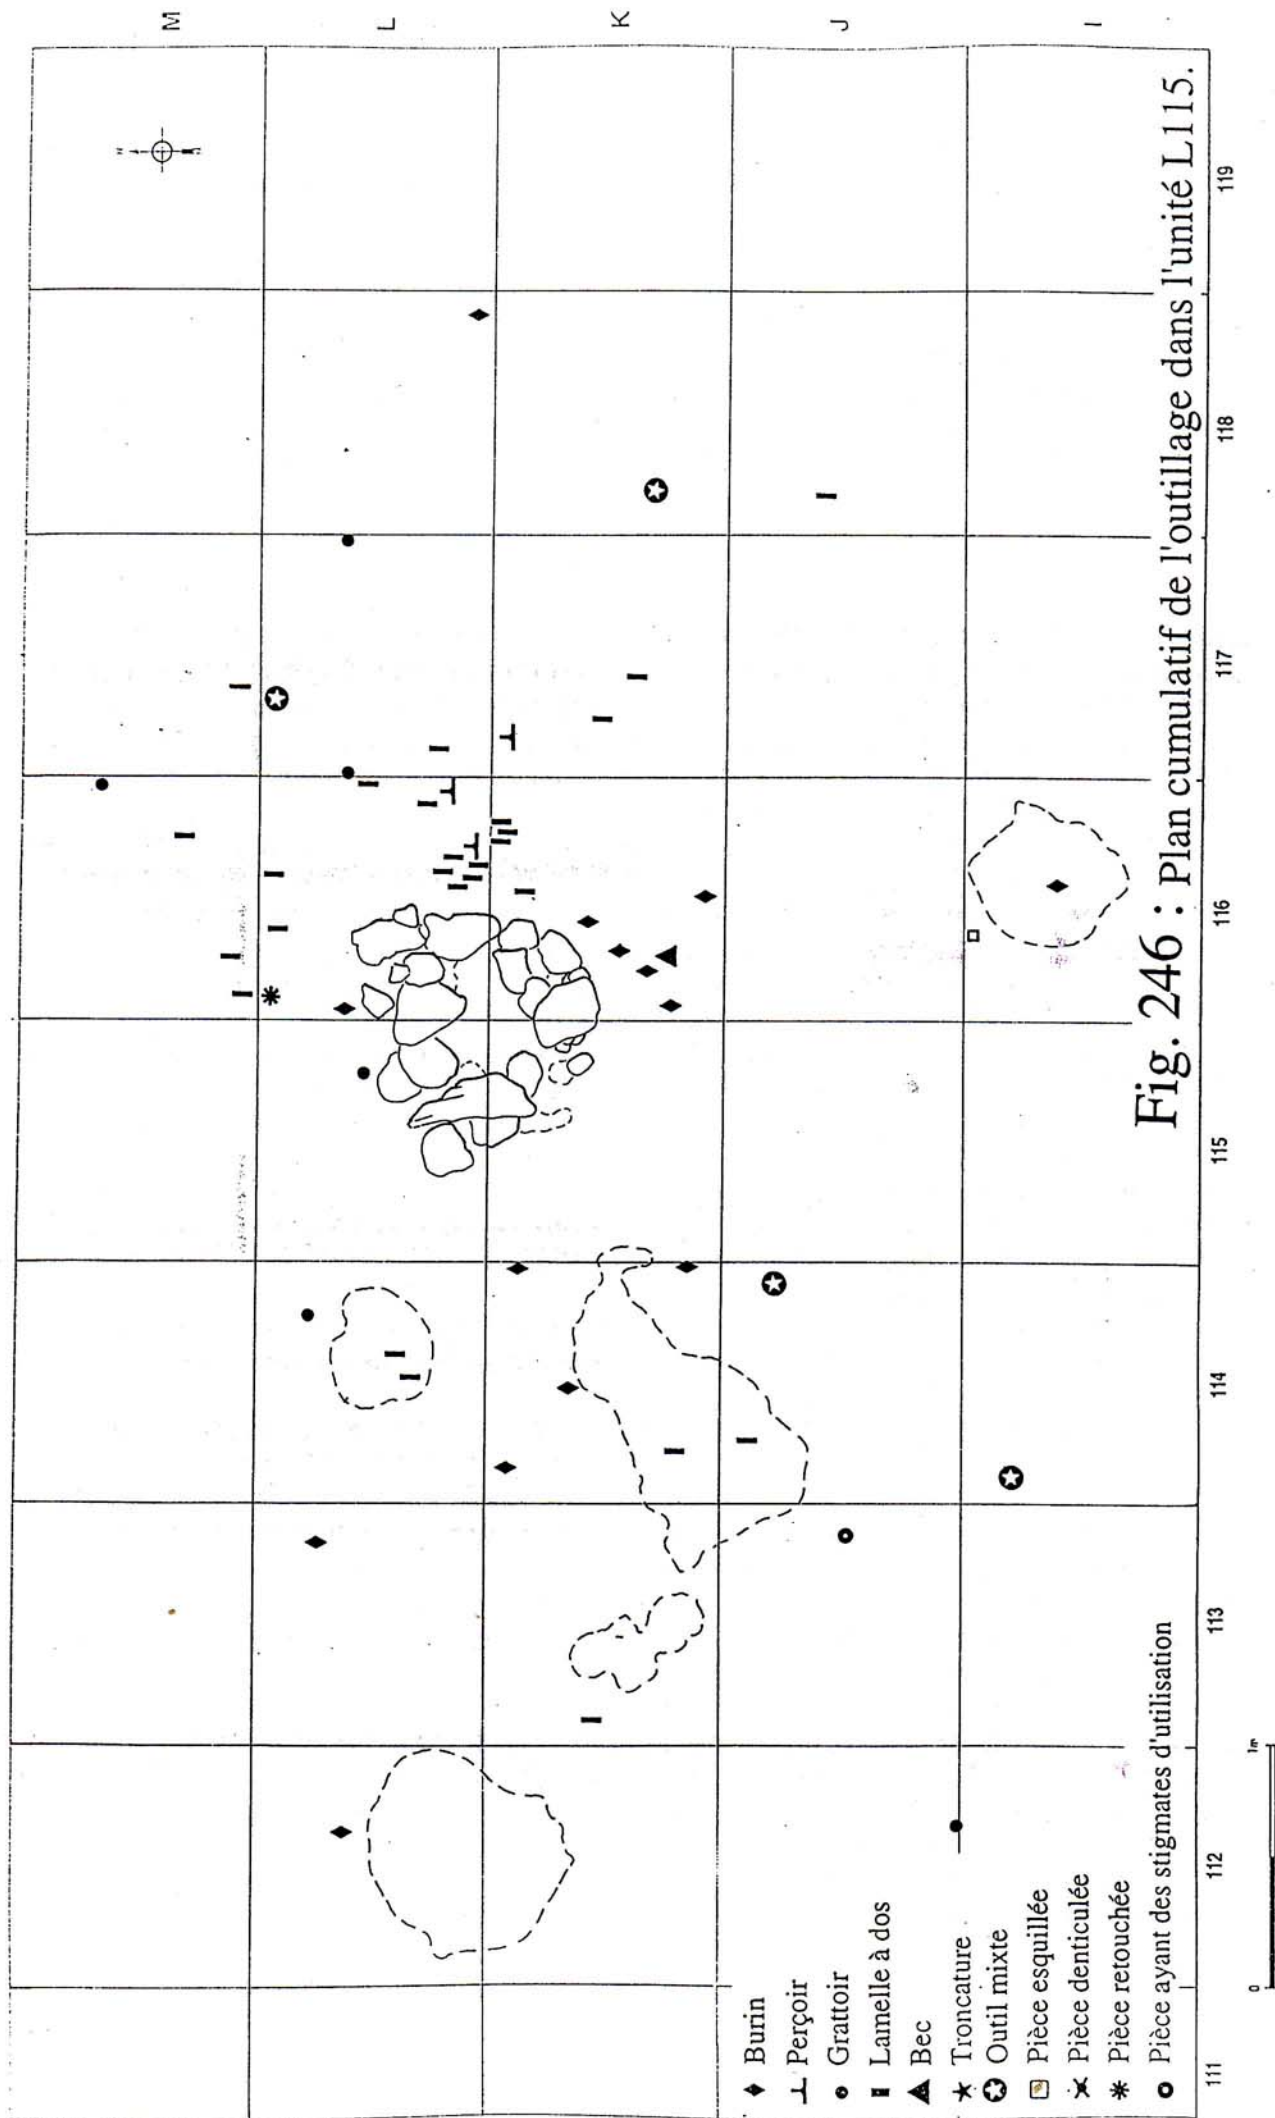 M
L
K
J
I
119
118
117
116
115
114
113
112
111
Burin
Perçoir
Grattoir
Lamelle à dos
Bec
Troncature
Outil mixte
Pièce esquillée
Pièce denticulée
Pièce retouchée
Pièce ayant des stigmates d'utilisation
0 1m
Fig. 246 : Plan cumulatif de l'outillage dans l'unité L115.